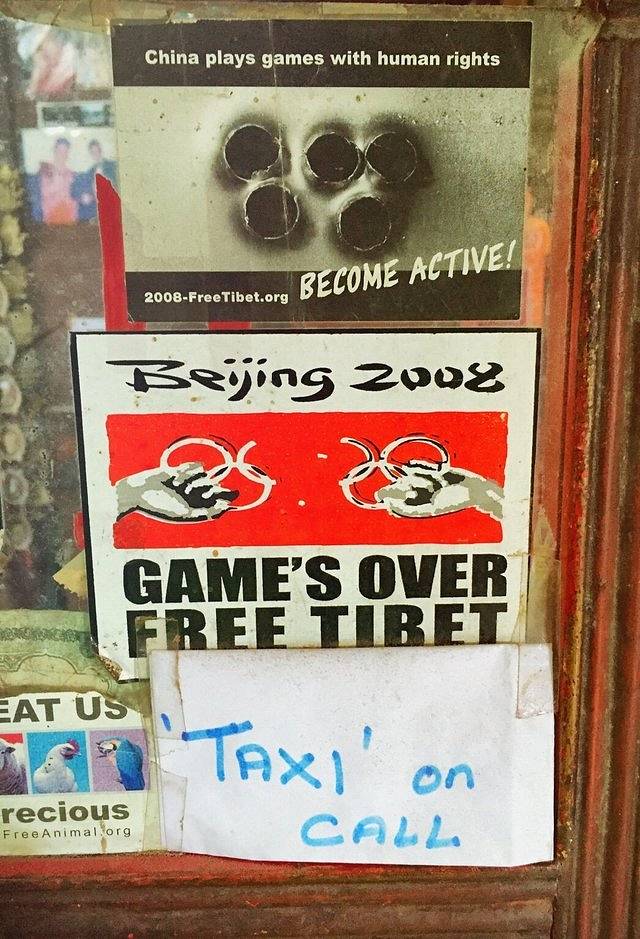 China plays games with human rights
BECOME ACTIVE!
2008-FreeTibet.org
Beijing 2008
GAME'S OVER
FREE TIBET
EAT US
recious
FreeAnimal.org
'TAXI' on
CALL